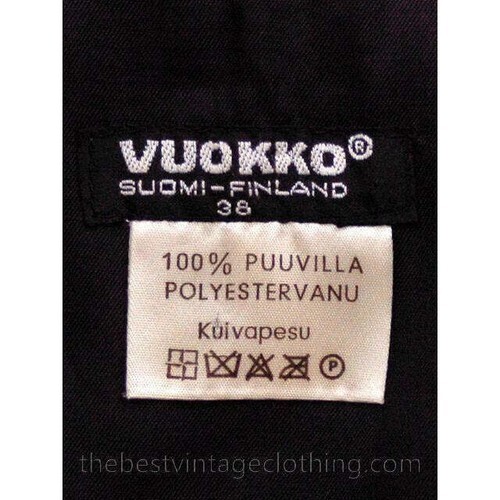 VUOKKO®
SUOMI-FINLAND
38
100% PUUVILLA
POLYESTERVANU
Kuivapesu
P
thebestvintageclothing.com